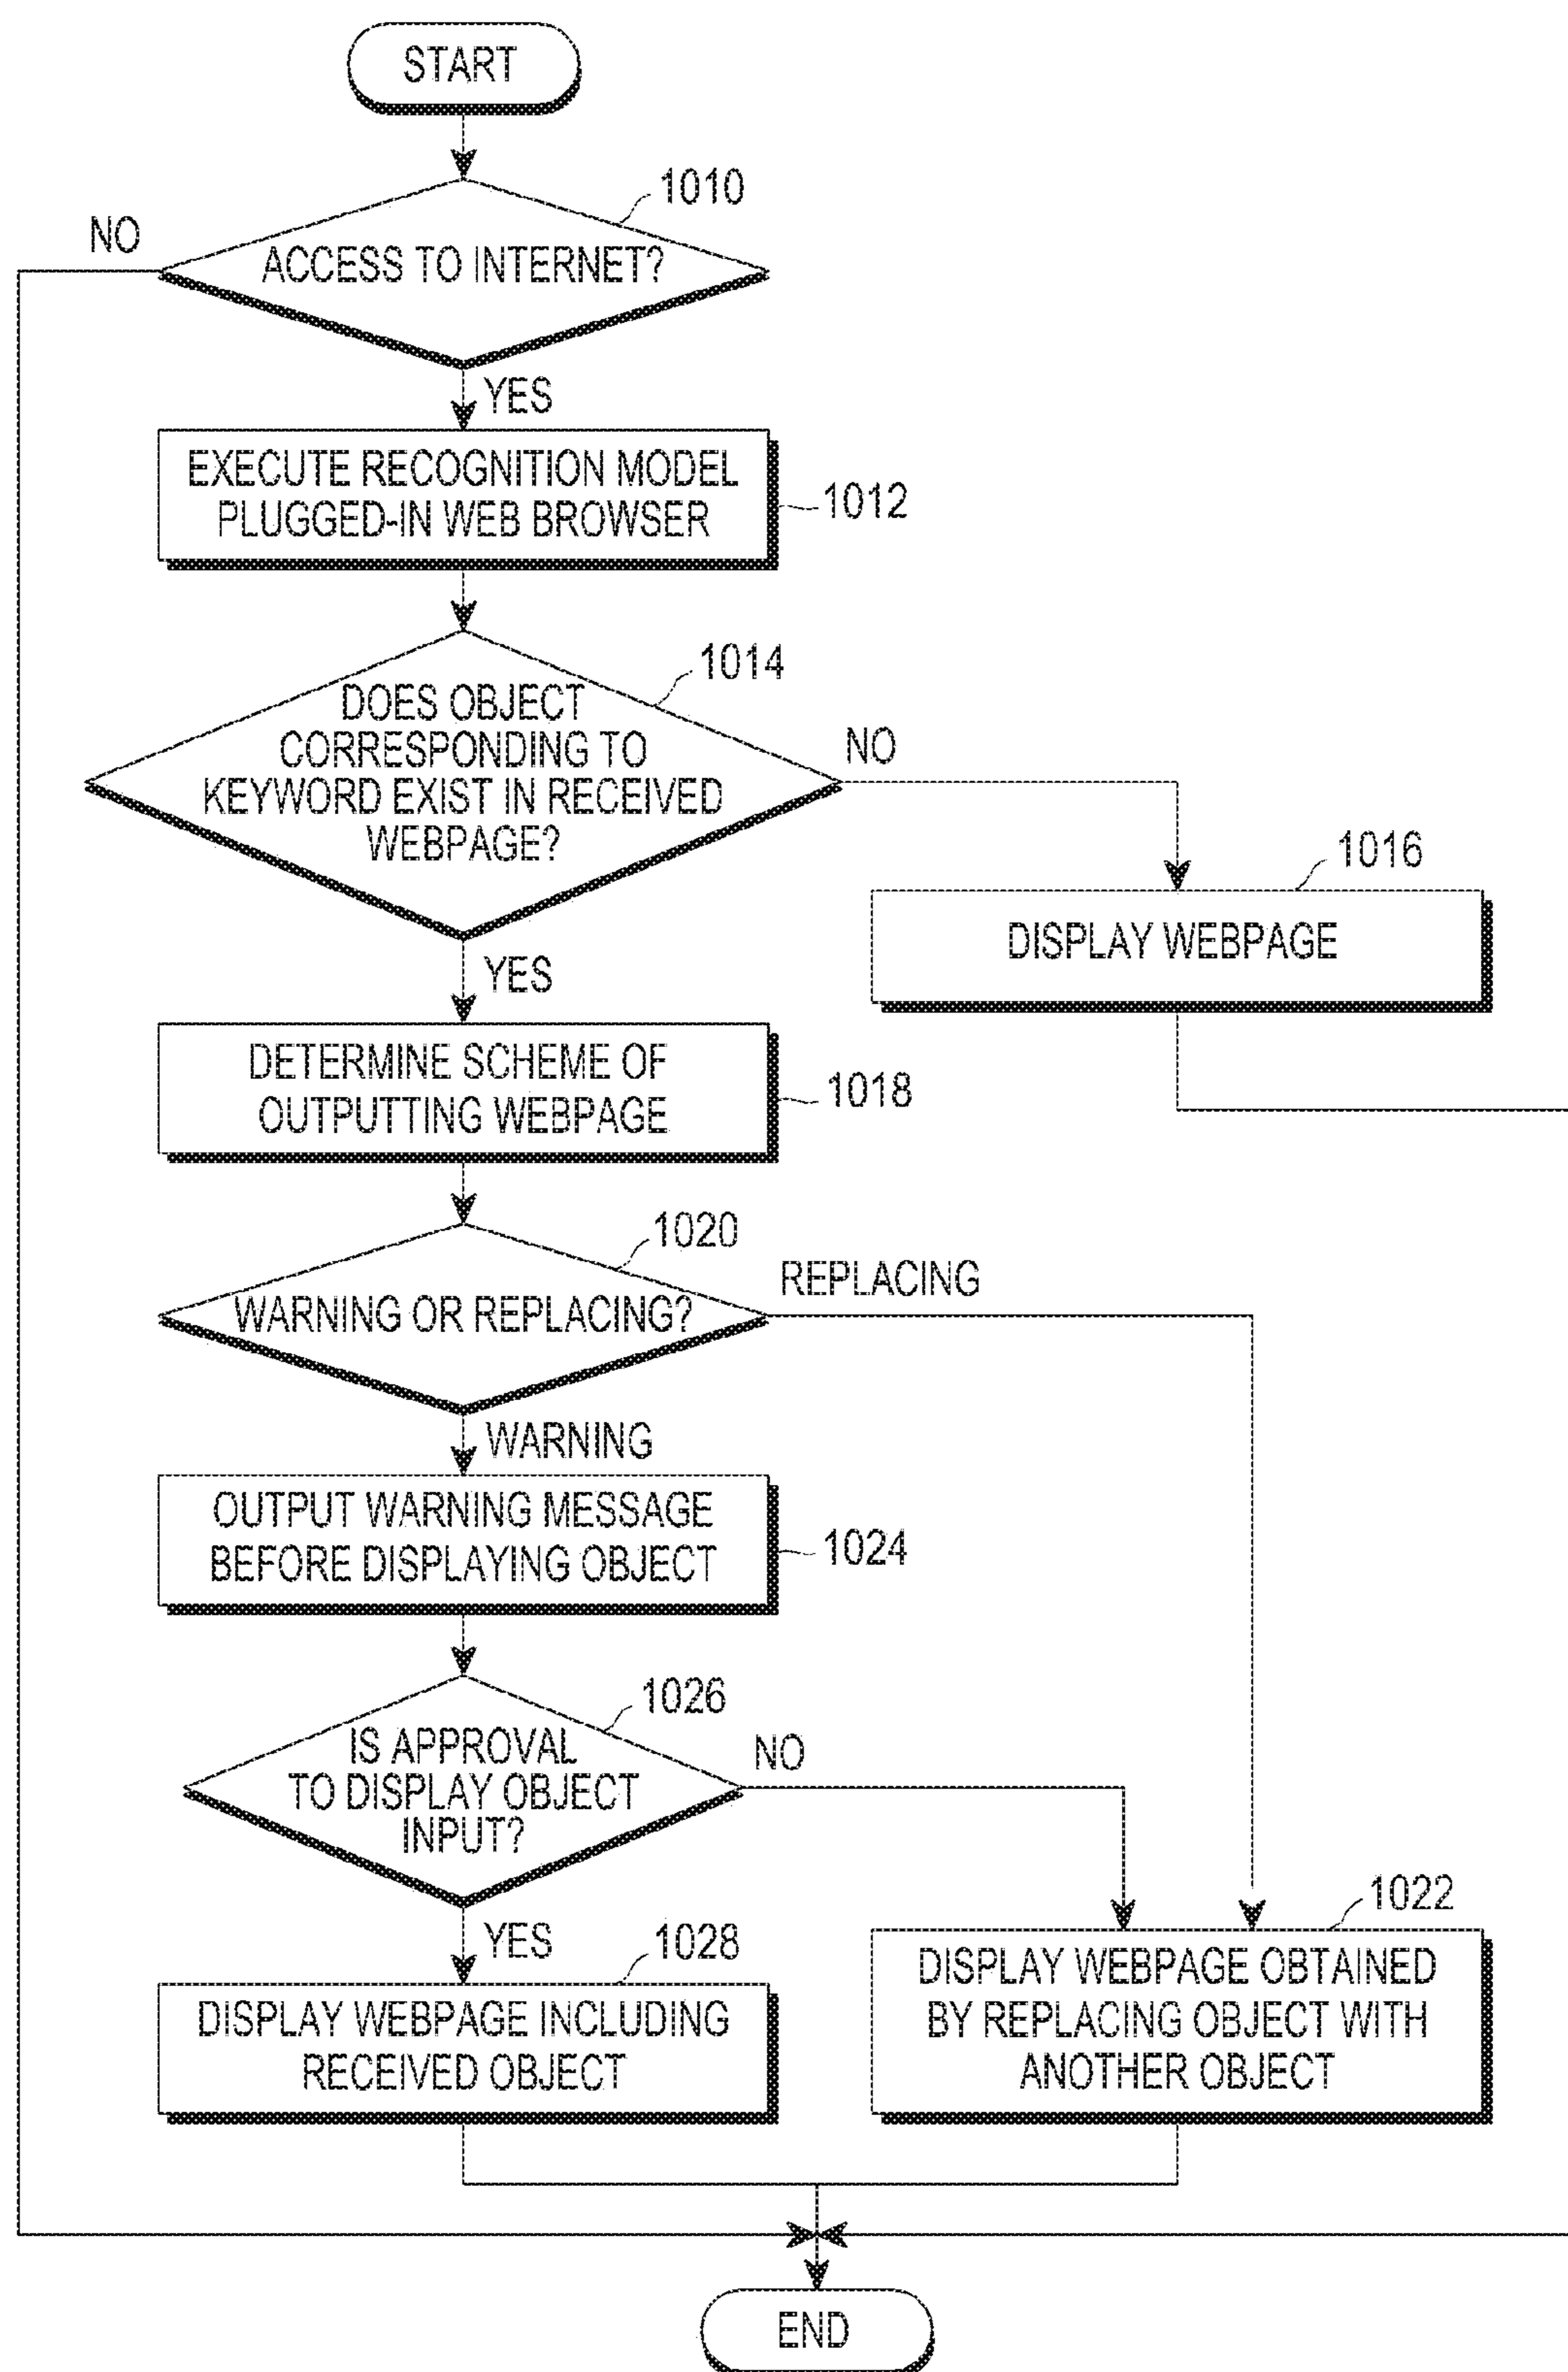 START
1010
NO
ACCESS TO INTERNET?
YES
EXECUTE RECOGNITION MODEL
PLUGGED-IN WEB BROWSER
1012
1014
DOES OBJECT
CORRESPONDING TO
KEYWORD EXIST IN RECEIVED
WEBPAGE?
NO
1016
DISPLAY WEBPAGE
YES
DETERMINE SCHEME OF
OUTPUTTING WEBPAGE
1018
1020
REPLACING
WARNING OR REPLACING?
WARNING
OUTPUT WARNING MESSAGE
BEFORE DISPLAYING OBJECT
1024
1026
IS APPROVAL
TO DISPLAY OBJECT
INPUT?
NO
YES
1028
DISPLAY WEBPAGE INCLUDING
RECEIVED OBJECT
1022
DISPLAY WEBPAGE OBTAINED
BY REPLACING OBJECT WITH
ANOTHER OBJECT
END